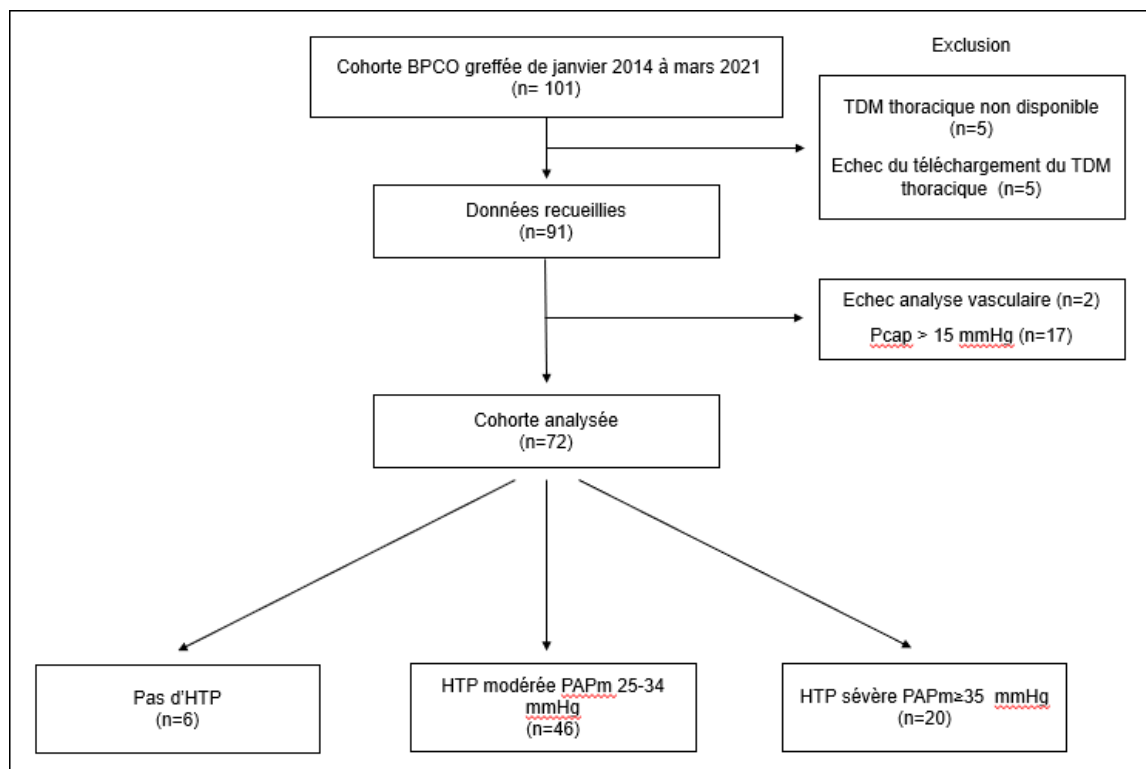 Exclusion
Cohorte BPCO greffée de janvier 2014 à mars 2021
(n= 101)
TDM thoracique non disponible
(n=5)
Echec du téléchargement du TDM
thoracique (n=5)
Données recueillies
(n=91)
Echec analyse vasculaire (n=2)
Pcap > 15 mmHg (n=17)
Cohorte analysée
(n=72)
Pas d'HTP
(n=6)
HTP modérée PAPm 25-34
mmHg
(n=46)
HTP sévère PAPm≥35 mmHg
(n=20)